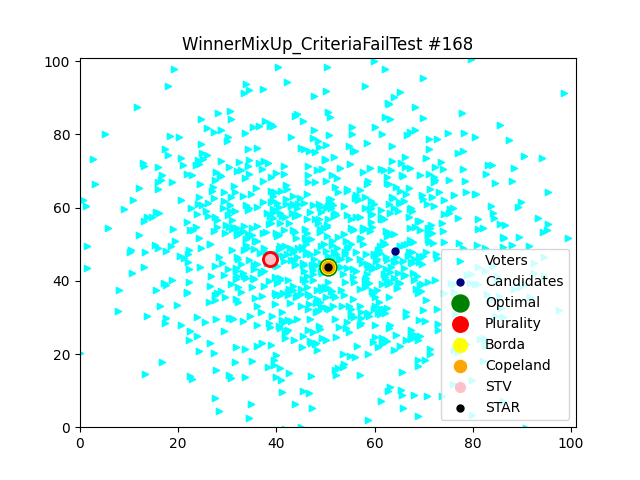 WinnerMixUp_CriteriaFailTest #168
100
80
60
40
20
0
0 20 40 60 80 100
Voters
Candidates
Optimal
Plurality
Borda
Copeland
STV
STAR